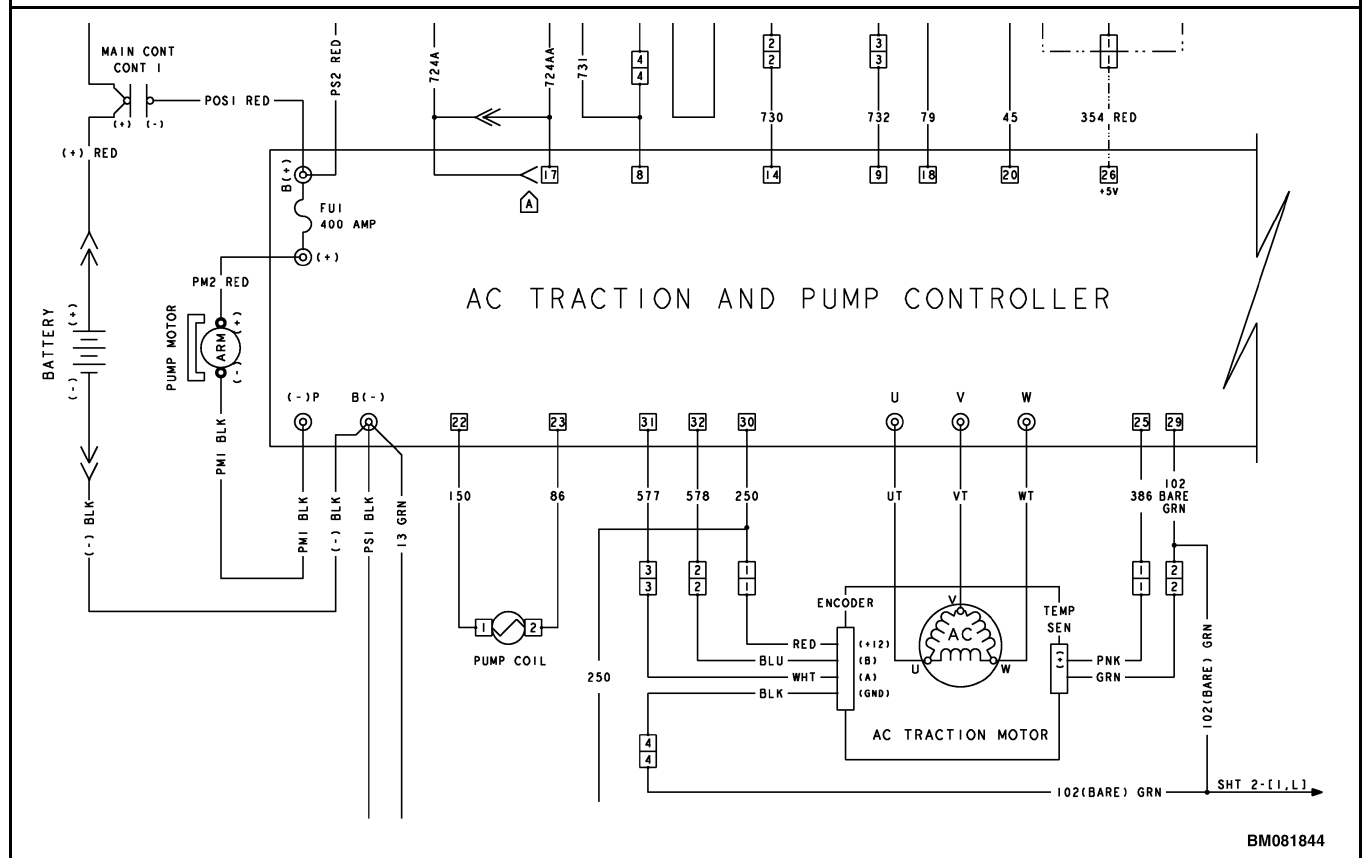 MAIN CONT
CONT 1
PS2 RED
724A
724AA
731
4
4
2
2
3
3
1
1
POS1 RED
(+) (-)
730
732
79
45
354 RED
(+) RED
B(+)
17
8
14
9
18
20
26
+5V
A
FU1
400 AMP
(+)
PM2 RED
AC TRACTION AND PUMP CONTROLLER
BATTERY
(+)
(-)
PUMP MOTOR
ARM
(+)
(-)
(-)P
B(-)
U
V
W
22
23
31
32
30
25
29
PM1 BLK
150
86
577
578
250
UT
VT
WT
386
102
BARE
GRN
(-) BLK
PM1 BLK
(-) BLK
PS1 BLK
13 GRN
3
3
2
2
1
1
1
1
2
2
ENCODER
V
TEMP
SEN
1
2
AC
PUMP COIL
RED
(+12)
BLU
(B)
WHT
(A)
BLK
(GND)
U
W
(+)
PNK
GRN
250
102(BARE) GRN
AC TRACTION MOTOR
4
4
102(BARE) GRN
SHT 2-[1,L]
BM081844